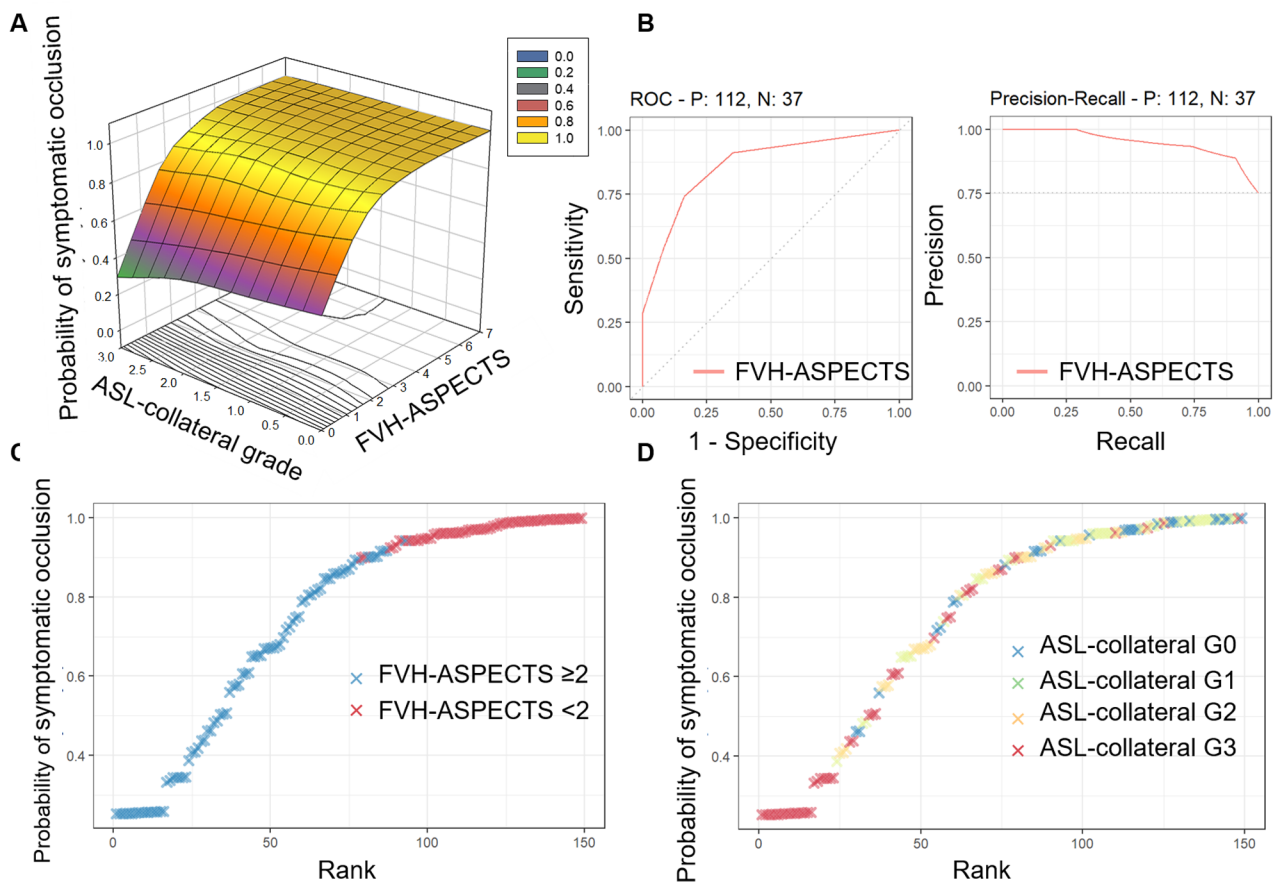 A
Probability of symptomatic occlusion
1.0
0.8
0.6
0.4
0.2
0.0
3.0
2.5
2.0
1.5
1.0
0.5
0.0
ASL-collateral grade
0
1
2
3
4
5
6
7
FVH-ASPECTS
0.0
0.2
0.4
0.6
0.8
1.0
B
ROC - P: 112, N: 37
Sensitivity
1.00
0.75
0.50
0.25
0.00
FVH-ASPECTS
0.00 0.25 0.50 0.75 1.00
1 - Specificity
Precision-Recall - P: 112, N: 37
Precision
1.00
0.75
0.50
0.25
0.00
FVH-ASPECTS
0.00 0.25 0.50 0.75 1.00
Recall
C
Probability of symptomatic occlusion
1.0
0.8
0.6
0.4
FVH-ASPECTS ≥2
FVH-ASPECTS <2
0 50 100 150
Rank
D
Probability of symptomatic occlusion
1.0
0.8
0.6
0.4
ASL-collateral G0
ASL-collateral G1
ASL-collateral G2
ASL-collateral G3
0 50 100 150
Rank